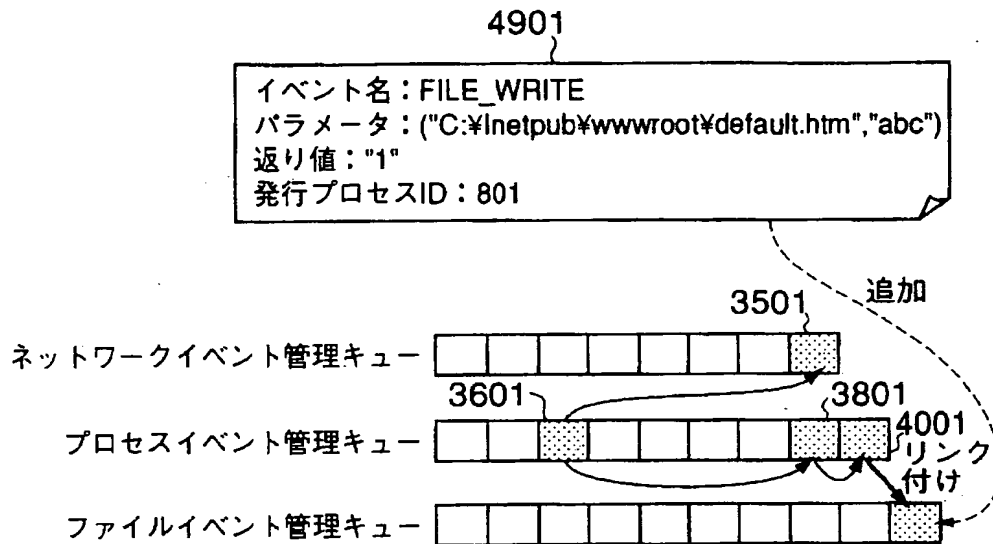 4901
イベント名：FILE_WRITE
パラメータ：("C:¥Inetpub¥wwwroot¥default.htm","abc")
返り値："1"
発行プロセスID：801
追加
3501
ネットワークイベント管理キュー
3601
3801
プロセスイベント管理キュー
4001
リンク
付け
ファイルイベント管理キュー